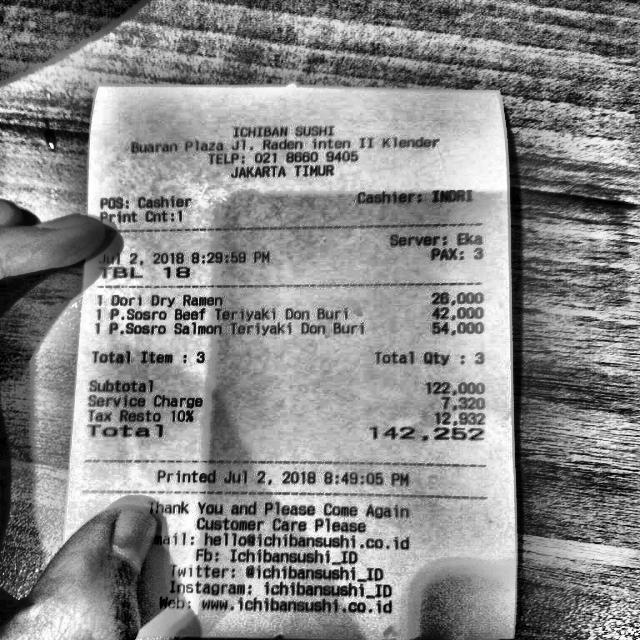 ICHIBAN SUSHI
Buaran Plaza Jl. Raden inten II Klender
TELP: 021 8660 9405
JAKARTA TIMUR
POS: Cashier Cashier: INDRI
Print Cnt:1
Server: Eka
Jul 2, 2018 8:29:59 PM PAX: 3
TBL 18
1 Dori Dry Ramen 26,000
1 P.Sosro Beef Teriyaki Don Buri 42,000
1 P.Sosro Salmon Teriyaki Don Buri 54,000
Total Item : 3 Total Qty : 3
Subtotal 122,000
Service Charge 7,320
Tax Resto 10% 12,932
Total 142,252
Printed Jul 2, 2018 8:49:05 PM
Thank You and Please Come Again
Customer Care Please
Email: hello@ichibansushi.co.id
Fb: Ichibansushi_ID
Twitter: @ichibansushi_ID
Instagram: ichibansushi_ID
Web: www.ichibansushi.co.id